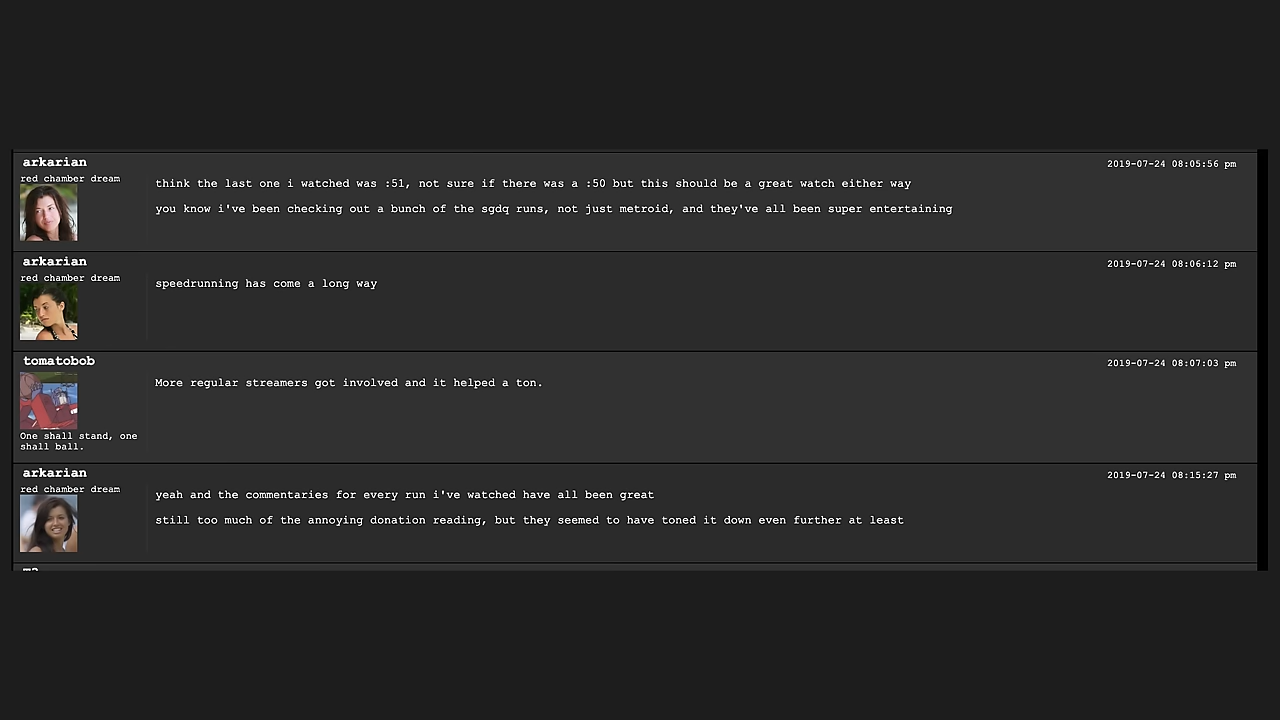 arkarian
2019-07-24 08:05:56 pm
red chamber dream
think the last one i watched was :51, not sure if there was a :50 but this should be a great watch either way
you know i've been checking out a bunch of the sgdq runs, not just metroid, and they've all been super entertaining
arkarian
2019-07-24 08:06:12 pm
red chamber dream
speedrunning has come a long way
tomatobob
2019-07-24 08:07:03 pm
More regular streamers got involved and it helped a ton.
One shall stand, one
shall ball.
arkarian
2019-07-24 08:15:27 pm
red chamber dream
yeah and the commentaries for every run i've watched have all been great
still too much of the annoying donation reading, but they seemed to have toned it down even further at least